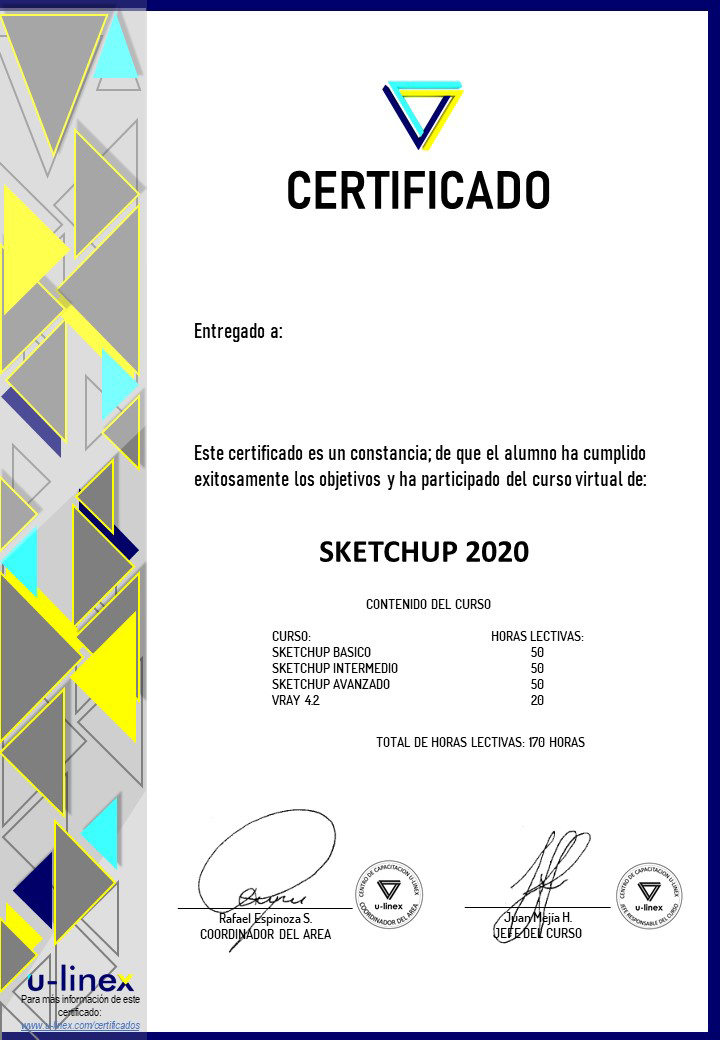 CERTIFICADO
Entregado a:
Este certificado es un constancia; de que el alumno ha cumplido
exitosamente los objetivos y ha participado del curso virtual de:
SKETCHUP 2020
CONTENIDO DEL CURSO
CURSO: HORAS LECTIVAS:
SKETCHUP BASICO 50
SKETCHUP INTERMEDIO 50
SKETCHUP AVANZADO 50
VRAY 4.2 20
TOTAL DE HORAS LECTIVAS: 170 HORAS
Rafael Espinoza S.
COORDINADOR DEL AREA
CENTRO DE CAPACITACION U-LINEX
u-linex
COORDINADOR DEL AREA
Juan Mejia H.
JEFE DEL CURSO
CENTRO DE CAPACITACION U-LINEX
u-linex
JEFE RESPONSABLE DEL CURSO
u-linex
Para más información de este
certificado:
www.u-linex.com/certificados